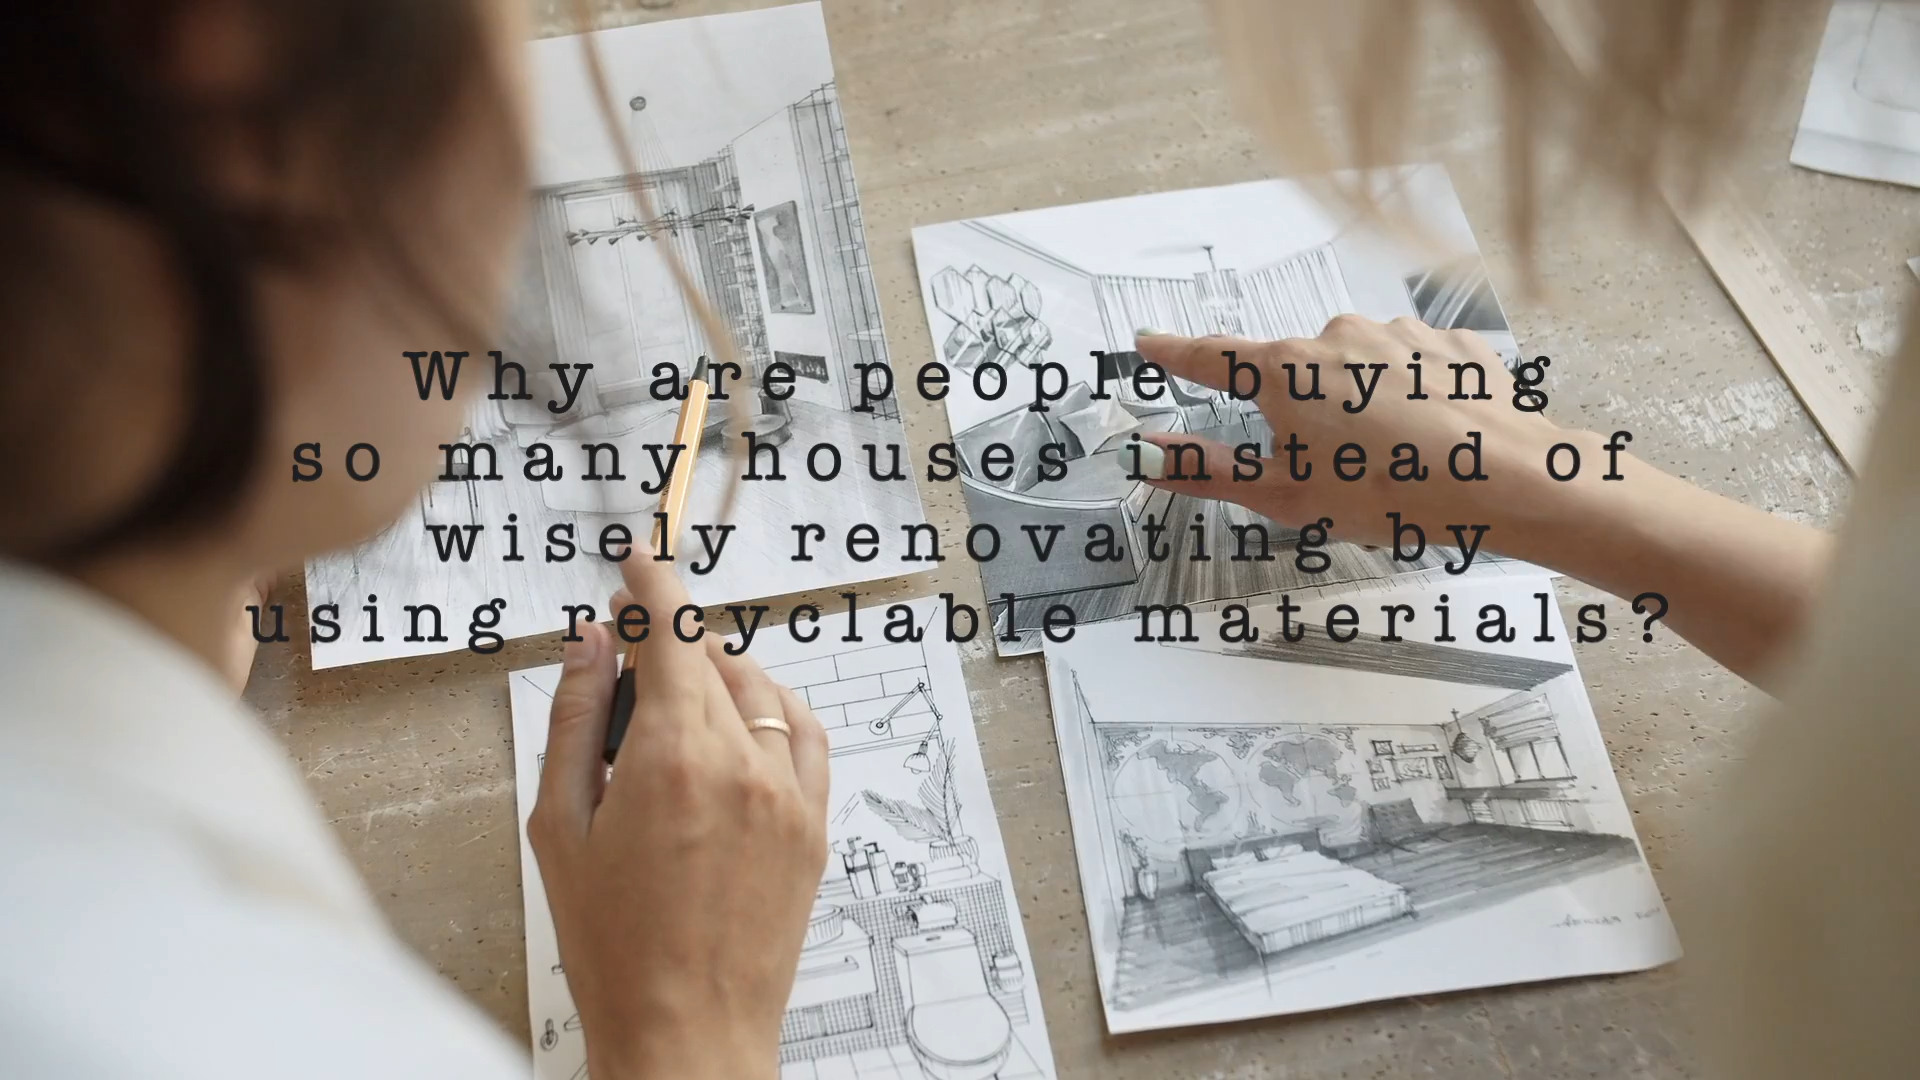 Why are people buying
so many houses instead of
wisely renovating by
using recyclable materials?